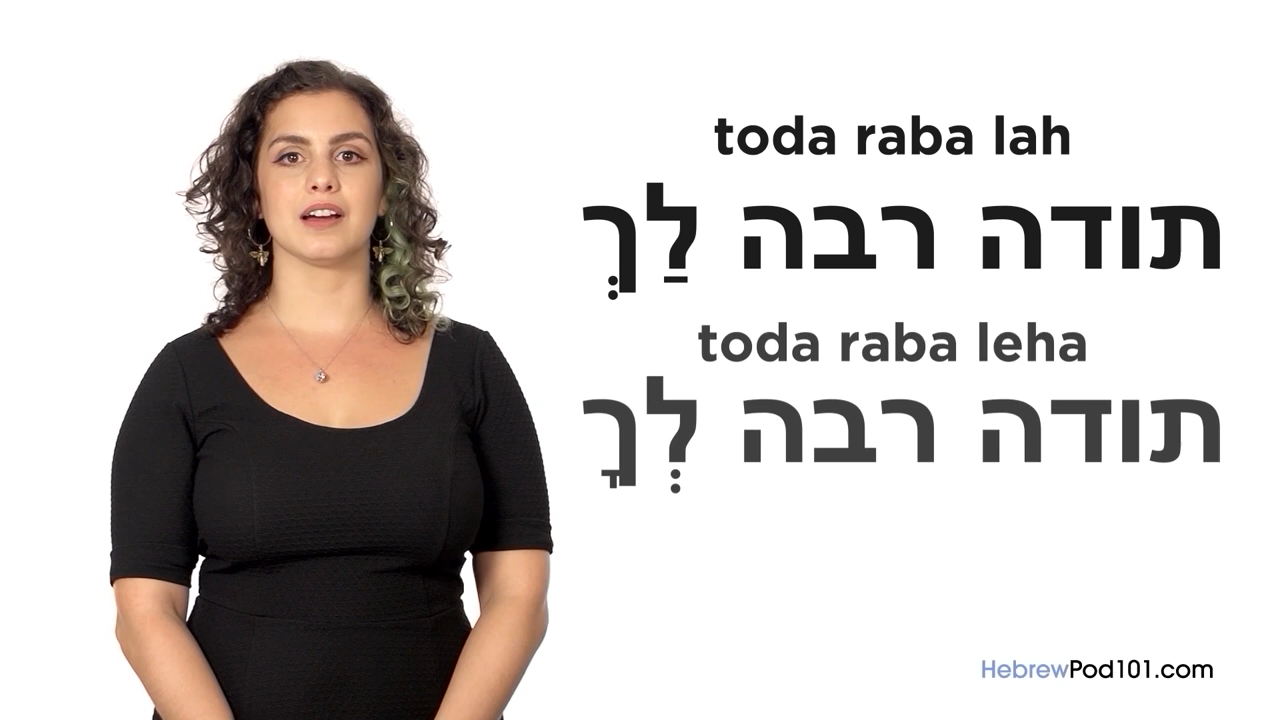 toda raba lah
תודה רבה לַךְ
toda raba leha
תודה רבה לְךָ
HebrewPod101.com